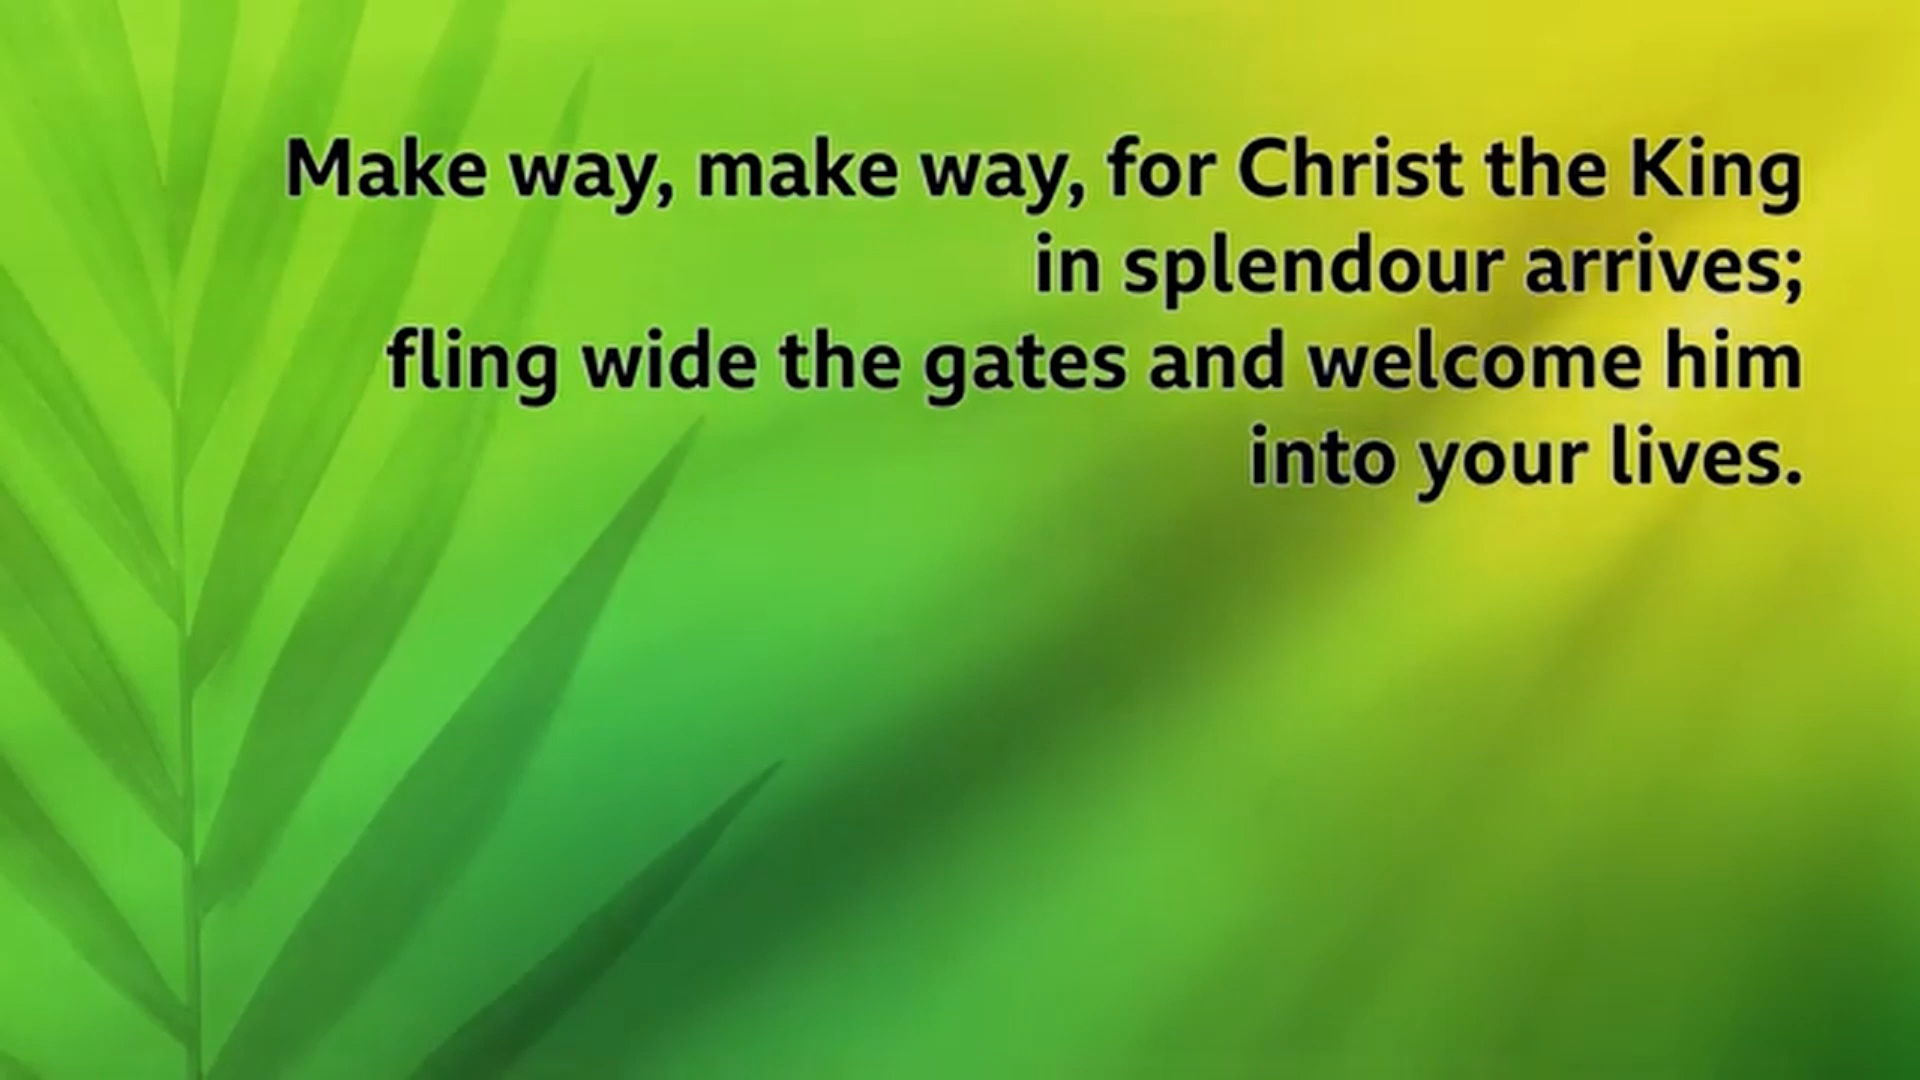 Make way, make way, for Christ the King
in splendour arrives;
fling wide the gates and welcome him
into your lives.